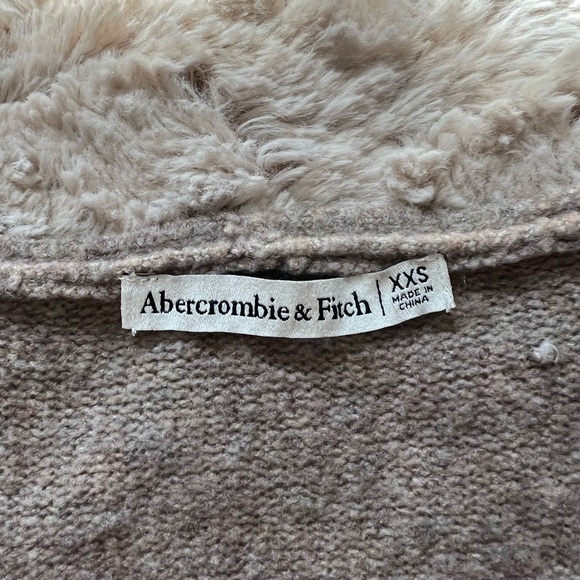 Abercrombie & Fitch
XXS
MADE IN
CHINA